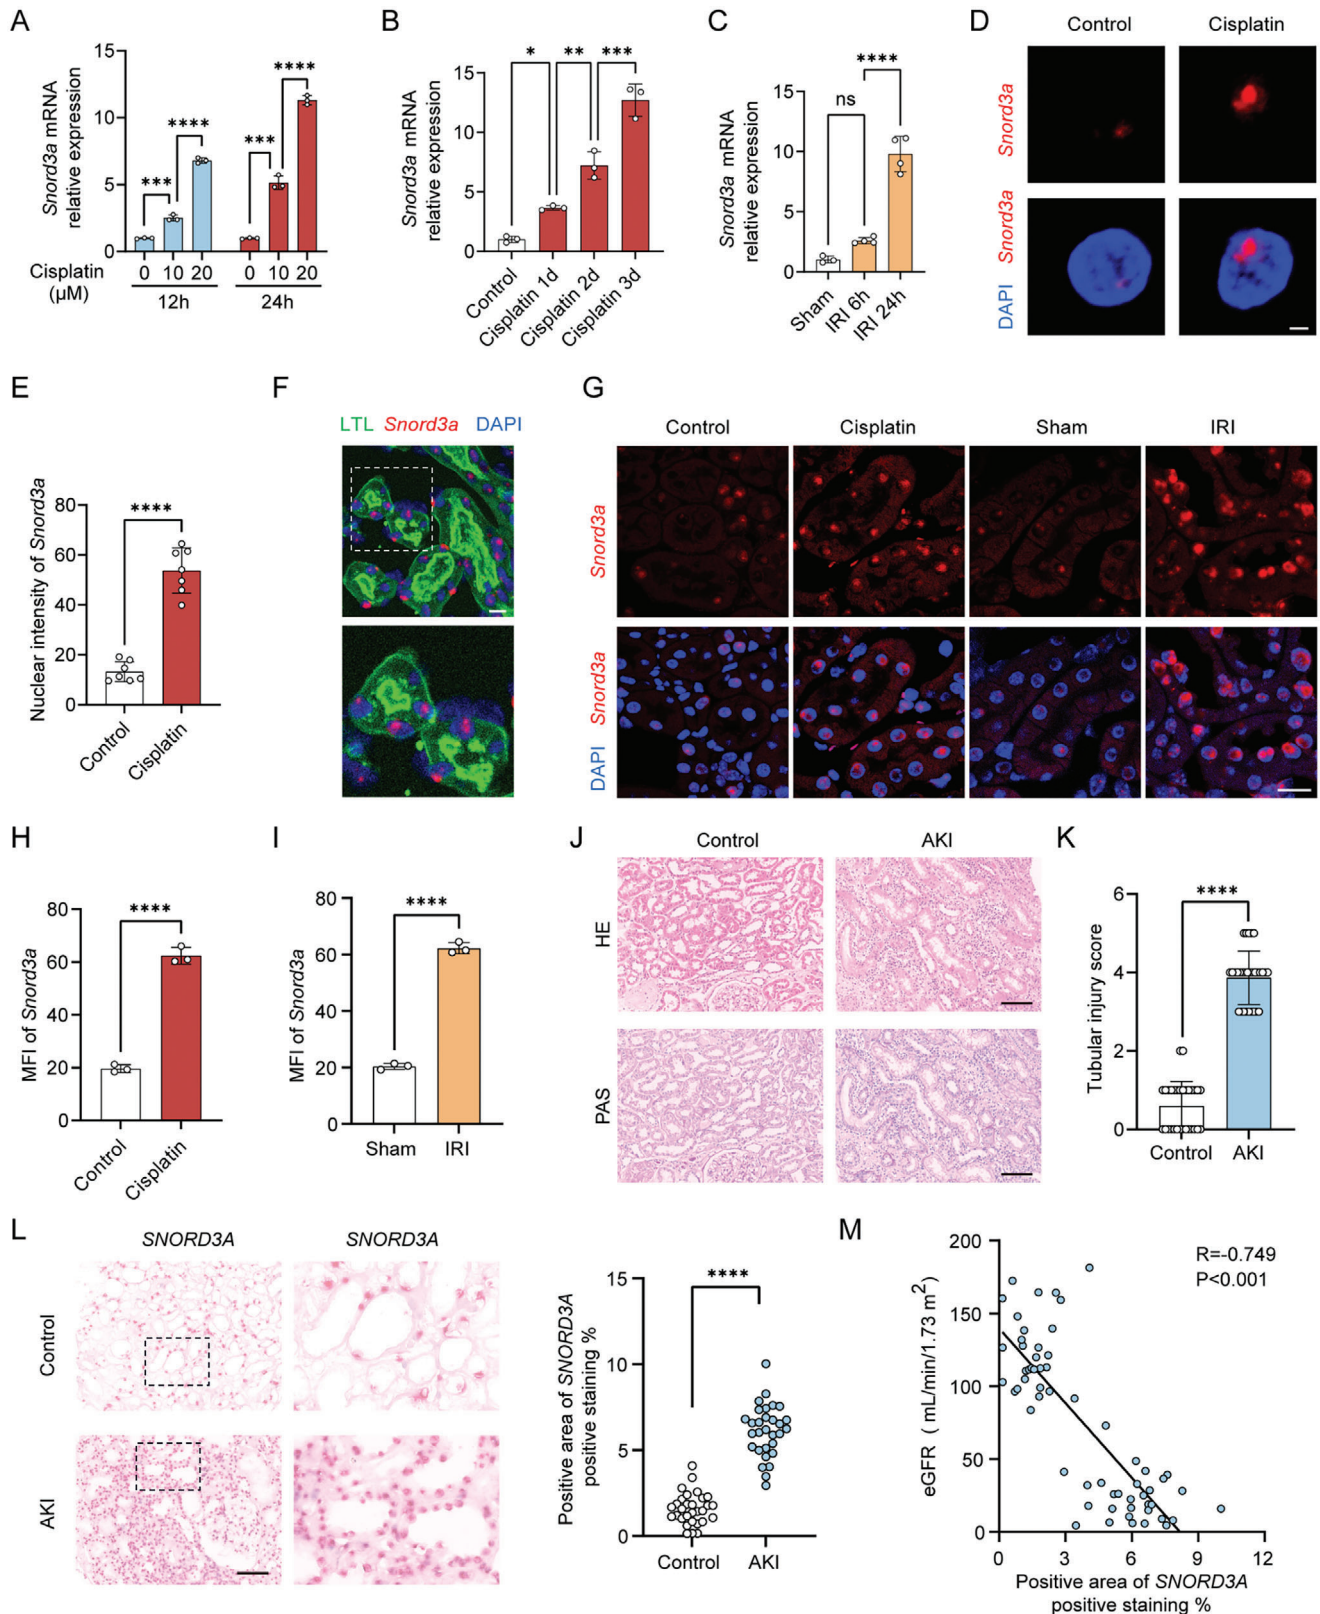 A
Snord3a mRNA
relative expression
15
10
5
0
***
****
***
****
Cisplatin
(μM)
0 10 20 0 10 20
12h 24h
B
Snord3a mRNA
relative expression
15
10
5
0
* ** ***
Control
Cisplatin 1d
Cisplatin 2d
Cisplatin 3d
C
Snord3a mRNA
relative expression
15
10
5
0
ns
****
Sham
IRI 6h
IRI 24h
D
Control Cisplatin
Snord3a
DAPI Snord3a
E
Nuclear intensity of Snord3a
80
60
40
20
0
****
Control
Cisplatin
F
LTL Snord3a DAPI
G
Control Cisplatin Sham IRI
Snord3a
DAPI Snord3a
H
MFI of Snord3a
80
60
40
20
0
****
Control
Cisplatin
I
MFI of Snord3a
80
60
40
20
0
****
Sham IRI
J
Control AKI
HE
PAS
K
Tubular injury score
6
4
2
0
****
Control AKI
L
SNORD3A SNORD3A
Control
AKI
Positive area of SNORD3A
positive staining %
15
10
5
0
****
Control AKI
M
eGFR ( mL/min/1.73 m²)
200
150
100
50
0
R=-0.749
P<0.001
0 3 6 9 12
Positive area of SNORD3A
positive staining %